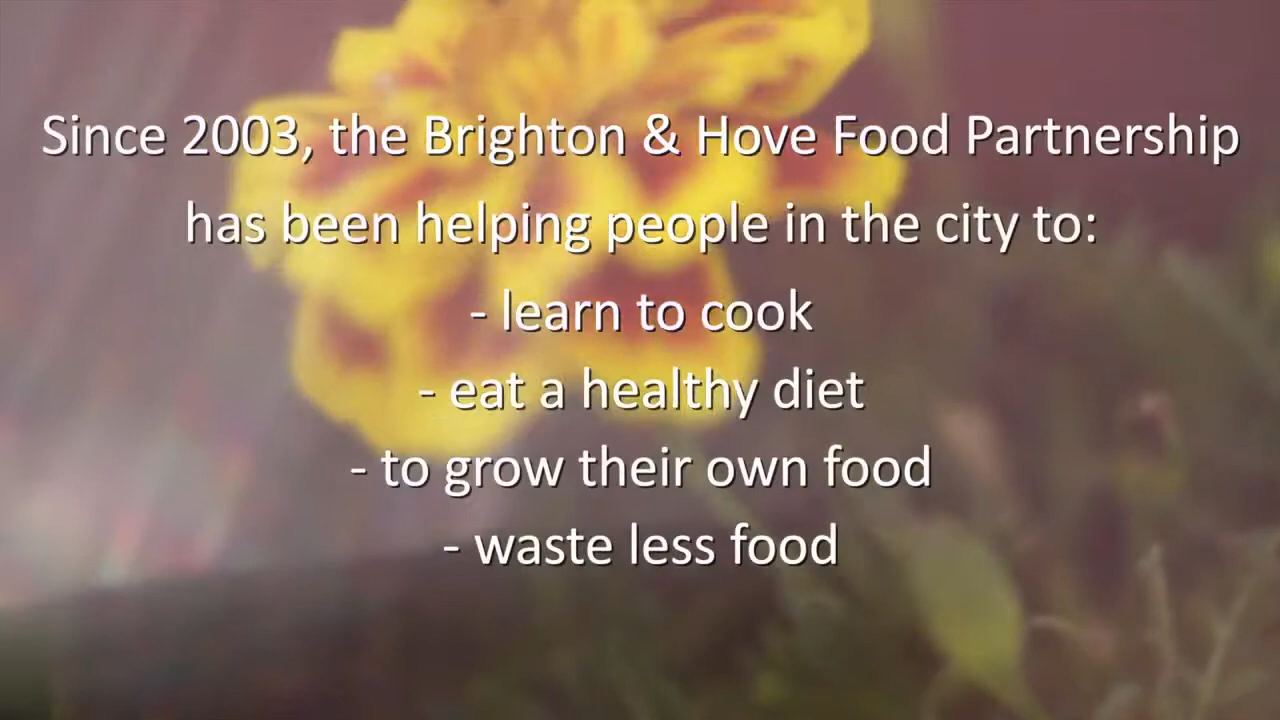 Since 2003, the Brighton & Hove Food Partnership
has been helping people in the city to:
- learn to cook
- eat a healthy diet
- to grow their own food
- waste less food